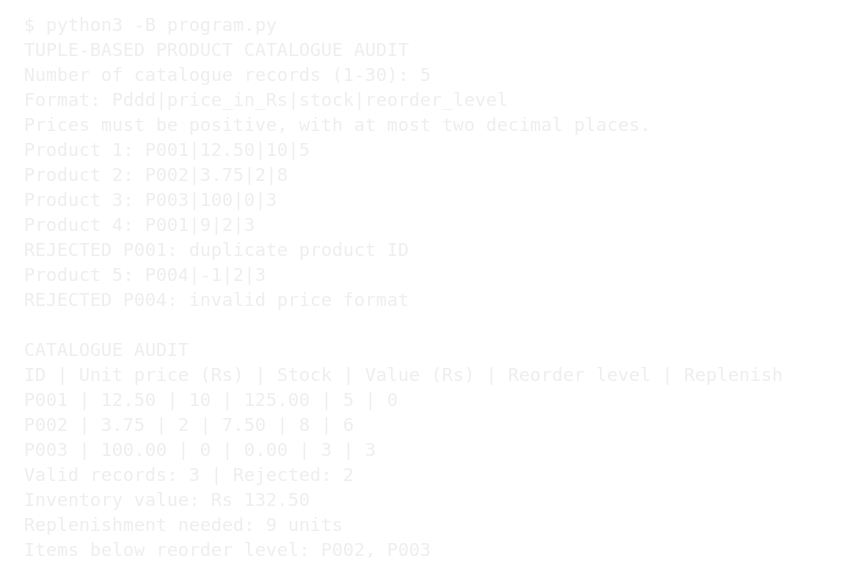 $ python3 -B program.py
TUPLE-BASED PRODUCT CATALOGUE AUDIT
Number of catalogue records (1-30): 5
Format: Pddd|price_in_Rs|stock|reorder_level
Prices must be positive, with at most two decimal places.
Product 1: P001|12.50|10|5
Product 2: P002|3.75|2|8
Product 3: P003|100|0|3
Product 4: P001|9|2|3
REJECTED P001: duplicate product ID
Product 5: P004|-1|2|3
REJECTED P004: invalid price format

CATALOGUE AUDIT
ID | Unit price (Rs) | Stock | Value (Rs) | Reorder level | Replenish
P001 | 12.50 | 10 | 125.00 | 5 | 0
P002 | 3.75 | 2 | 7.50 | 8 | 6
P003 | 100.00 | 0 | 0.00 | 3 | 3
Valid records: 3 | Rejected: 2
Inventory value: Rs 132.50
Replenishment needed: 9 units
Items below reorder level: P002, P003